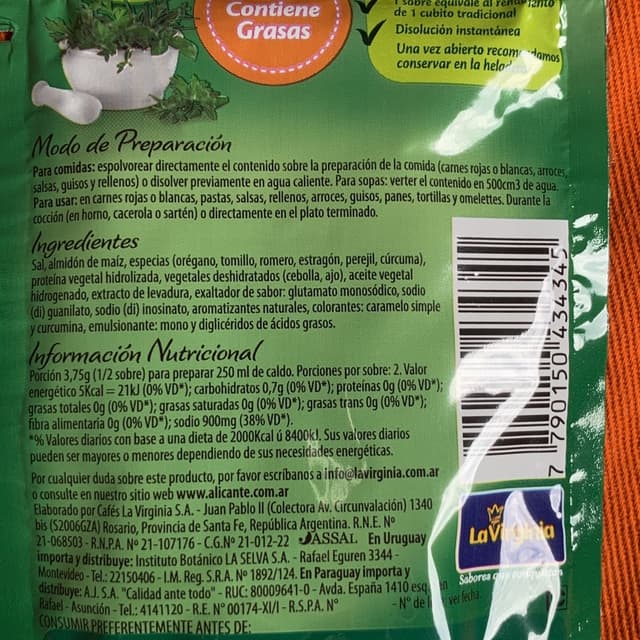 Contiene
Grasas
1 sobre equivale al
de 1 cubito tradicional
Disolución instantánea
Una vez abierto recomendamos
conservar en la
Modo de Preparación
Para comidas: espolvorear directamente el contenido sobre la preparación de la comida (carnes rojas o blancas, arroces,
salsas, guisos y rellenos) o disolver previamente en agua caliente. Para sopas: verter el contenido en 500cm3 de agua.
Para usar: en carnes rojas o blancas, pastas, salsas, rellenos, arroces, guisos, panes, tortillas y omelettes. Durante la
cocción (en horno, cacerola o sartén) o directamente en el plato terminado.
Ingredientes
Sal, almidón de maíz, especias (orégano, tomillo, romero, estragón, perejil, cúrcuma),
proteína vegetal hidrolizada, vegetales deshidratados (cebolla, ajo), aceite vegetal
hidrogenado, extracto de levadura, exaltador de sabor: glutamato monosódico, sodio
(di) guanilato, sodio (di) inosinato, aromatizantes naturales, colorantes: caramelo simple
y curcumina, emulsionante: mono y diglicéridos de ácidos grasos.
Información Nutricional
Porción 3,75g (1/2 sobre) para preparar 250 ml de caldo. Porciones por sobre: 2. Valor
energético 5Kcal = 21kJ (0% VD*); carbohidratos 0,7g (0% VD*); proteínas 0g (0% VD*);
grasas totales 0g (0% VD*); grasas saturadas 0g (0% VD*); grasas trans 0g (0% VD*);
fibra alimentaria 0g (0% VD*); sodio 900mg (38% VD*).
*% Valores diarios con base a una dieta de 2000Kcal ú 8400kJ. Sus valores diarios
pueden ser mayores o menores dependiendo de sus necesidades energéticas.
Por cualquier duda sobre este producto, por favor escríbanos a info@lavirginia.com.ar
o consulte en nuestro sitio web www.alicante.com.ar
Elaborado por Cafés La Virginia S.A. - Juan Pablo II (Colectora Av. Circunvalación) 1340
bis (S2006GZA) Rosario, Provincia de Santa Fe, República Argentina. R.N.E. Nº
21-068503 - R.N.P.A. Nº 21-107176 - C.G.Nº 21-012-22 ASSAL En Uruguay
importa y distribuye: Instituto Botánico LA SELVA S.A. - Rafael Eguren 3344 -
Montevideo - Tel.: 22150406 - I.M. Reg. S.R.A. Nº 1892/124. En Paraguay importa y
distribuye: A.J. S.A. "Calidad ante todo" - RUC: 80009641-0 - Avda. España 1410 esq.
Rafael - Asunción - Tel.: 4141120 - R.E. Nº 00174-XI/I - R.S.P.A. Nº - Nº de ver fecha.
CONSUMIR PREFERENTEMENTE ANTES DE:
7 790150 434345
La Virginia
Sabores que